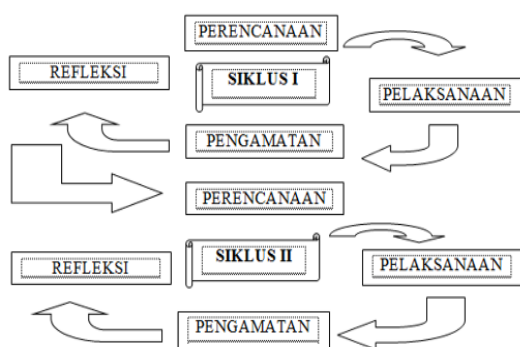 PERENCANAAN
REFLEKSI
SIKLUS I
PELAKSANAAN
PENGAMATAN
PERENCANAAN
SIKLUS II
REFLEKSI
PELAKSANAAN
PENGAMATAN